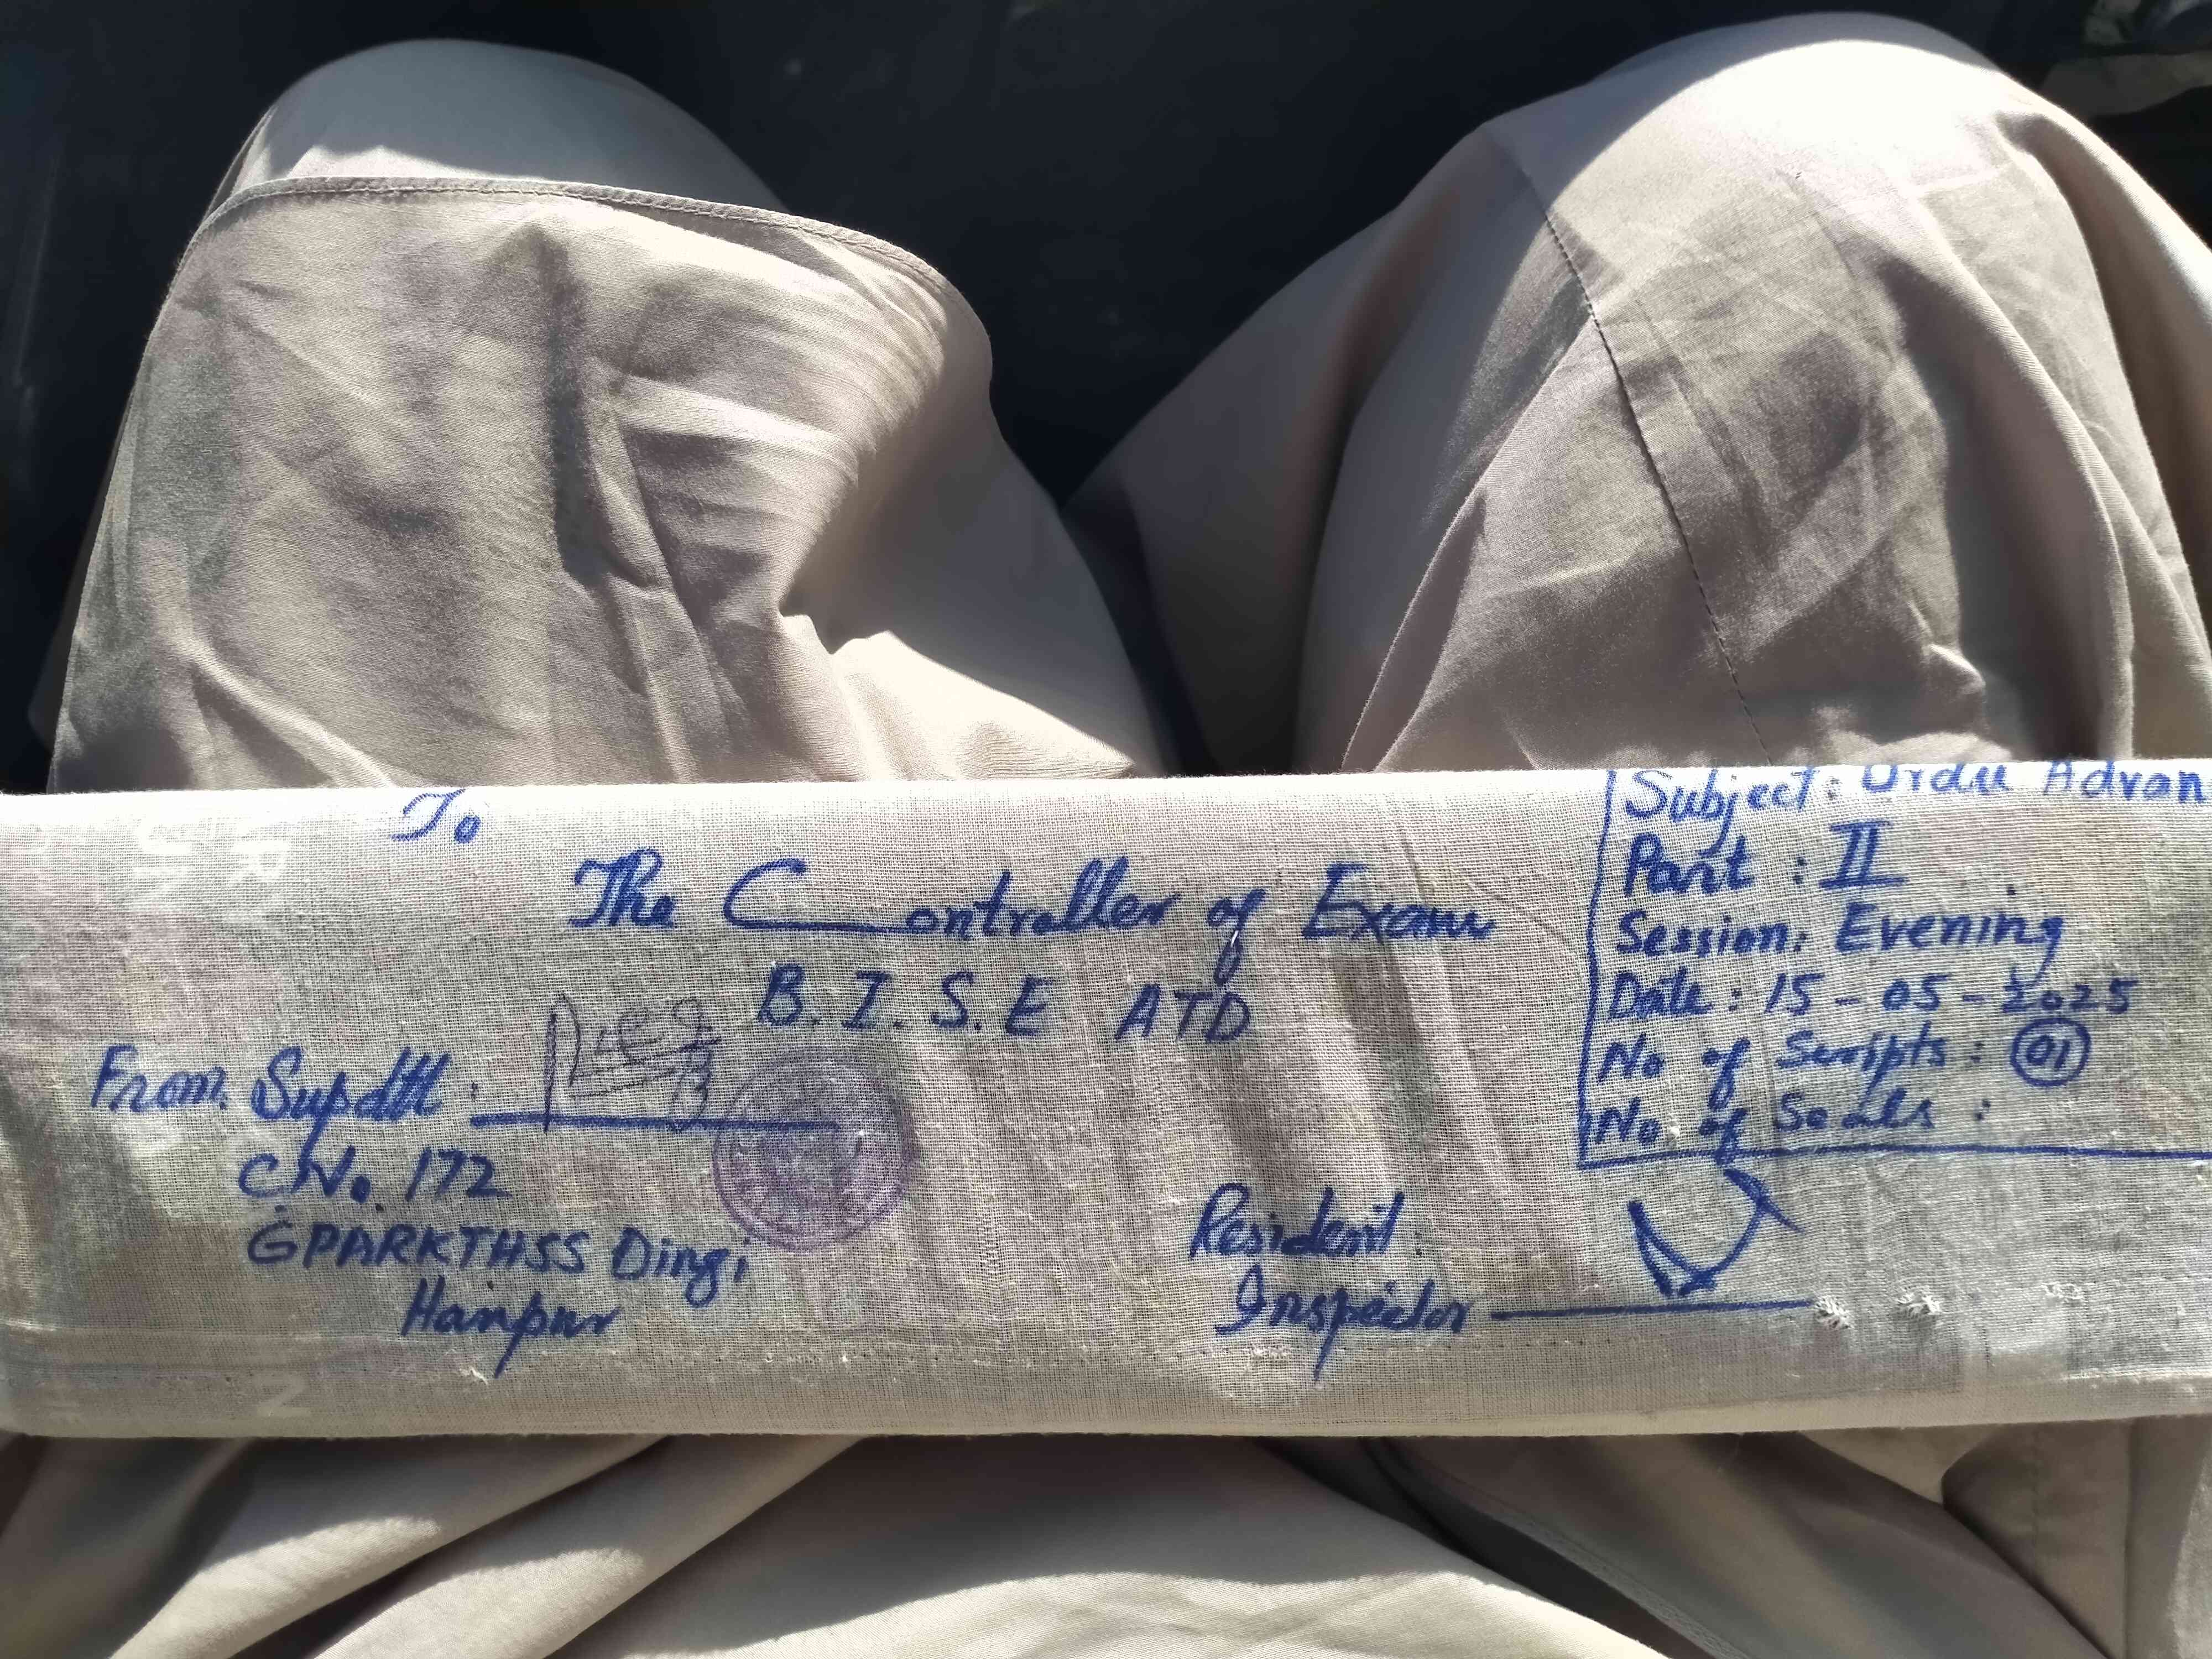 To
The Controller of Exam
B.I.S.E ATD
From. Supdtt:
C.No. 172
GPARKTHSS Dingi
Haripur
Subject: Urdu Advan
Part: II
Session: Evening
Date: 15-05-2025
No of Scripts: 01
No of Seals:
Resident:
Inspector